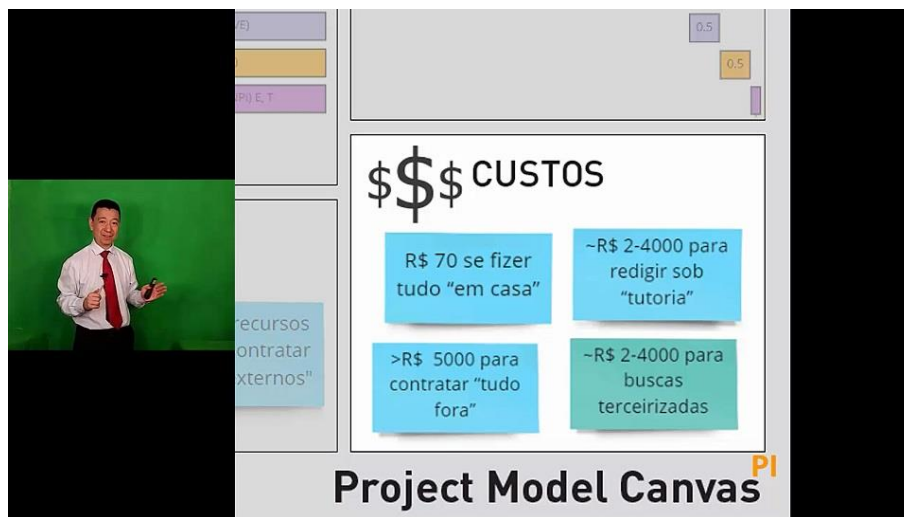 /E)
0.5
)
0.5
/PI) E, T
$$$ CUSTOS
R$ 70 se fizer
tudo “em casa”
~R$ 2-4000 para
redigir sob
“tutoria”
>R$ 5000 para
contratar “tudo
fora”
~R$ 2-4000 para
buscas
terceirizadas
recursos
ontratar
xternos"
Project Model Canvas PI